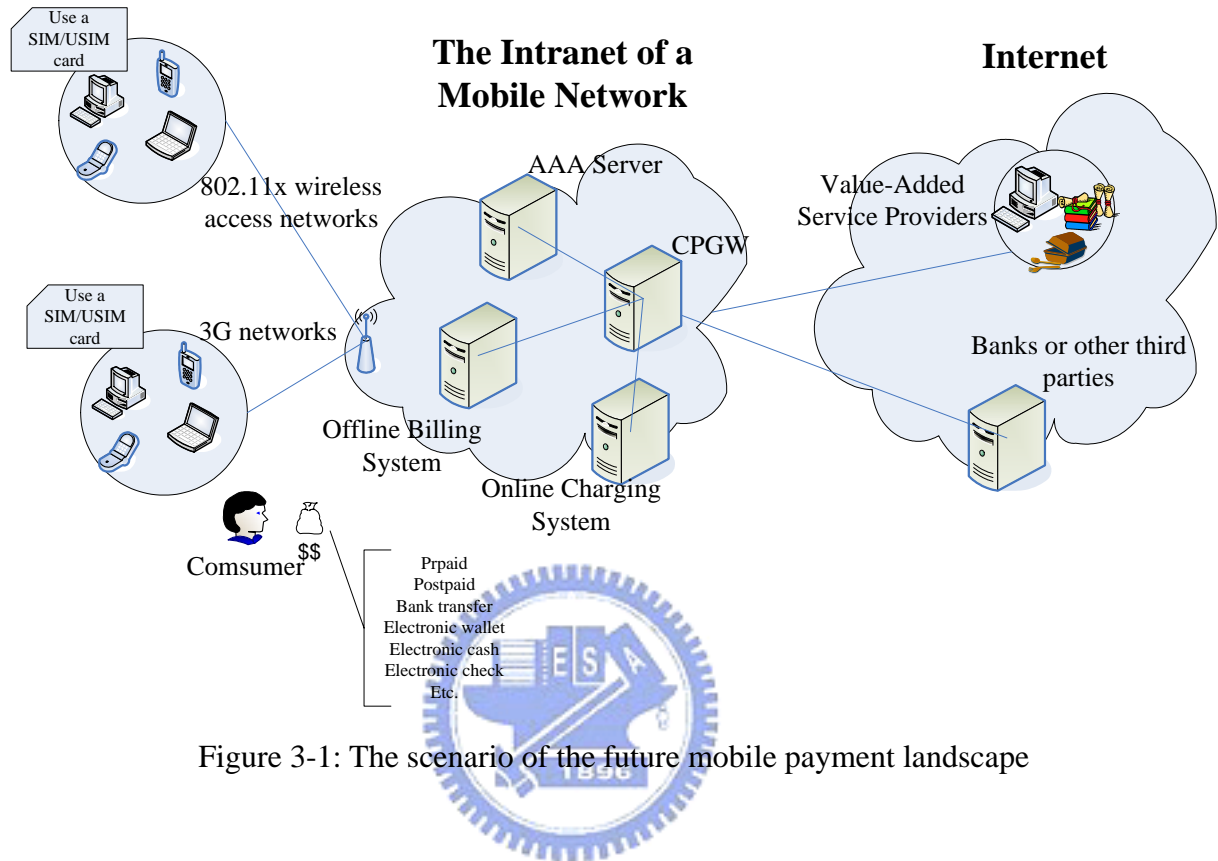 Use a
SIM/USIM
card
The Intranet of a
Mobile Network
Internet
802.11x wireless
access networks
AAA Server
CPGW
Value-Added
Service Providers
Use a
SIM/USIM
card
3G networks
Offline Billing
System
Online Charging
System
Banks or other third
parties
Comsumer
$$
Prpaid
Postpaid
Bank transfer
Electronic wallet
Electronic cash
Electronic check
Etc.
E S A
Figure 3-1: The scenario of the future mobile payment landscape
1896